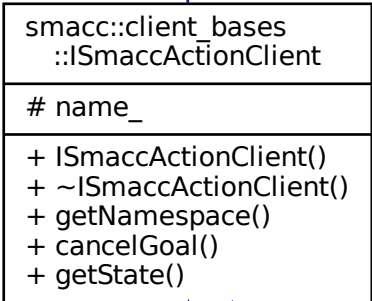 smacc::client_bases
::ISmaccActionClient
# name_
+ ISmaccActionClient()
+ ~ISmaccActionClient()
+ getNamespace()
+ cancelGoal()
+ getState()